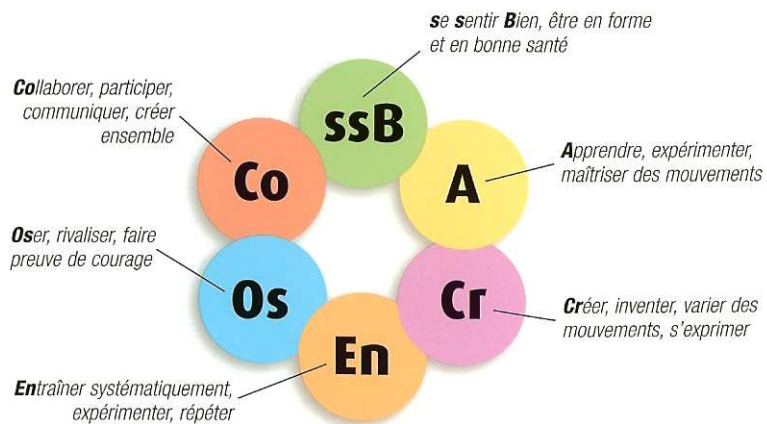 se sentir Bien, être en forme
et en bonne santé
ssB
Collaborer, participer,
communiquer, créer
ensemble
Co
A
Apprendre, expérimenter,
maîtriser des mouvements
Oser, rivaliser, faire
preuve de courage
Os
Cr
Créer, inventer, varier des
mouvements, s'exprimer
En
Entraîner systématiquement,
expérimenter, répéter